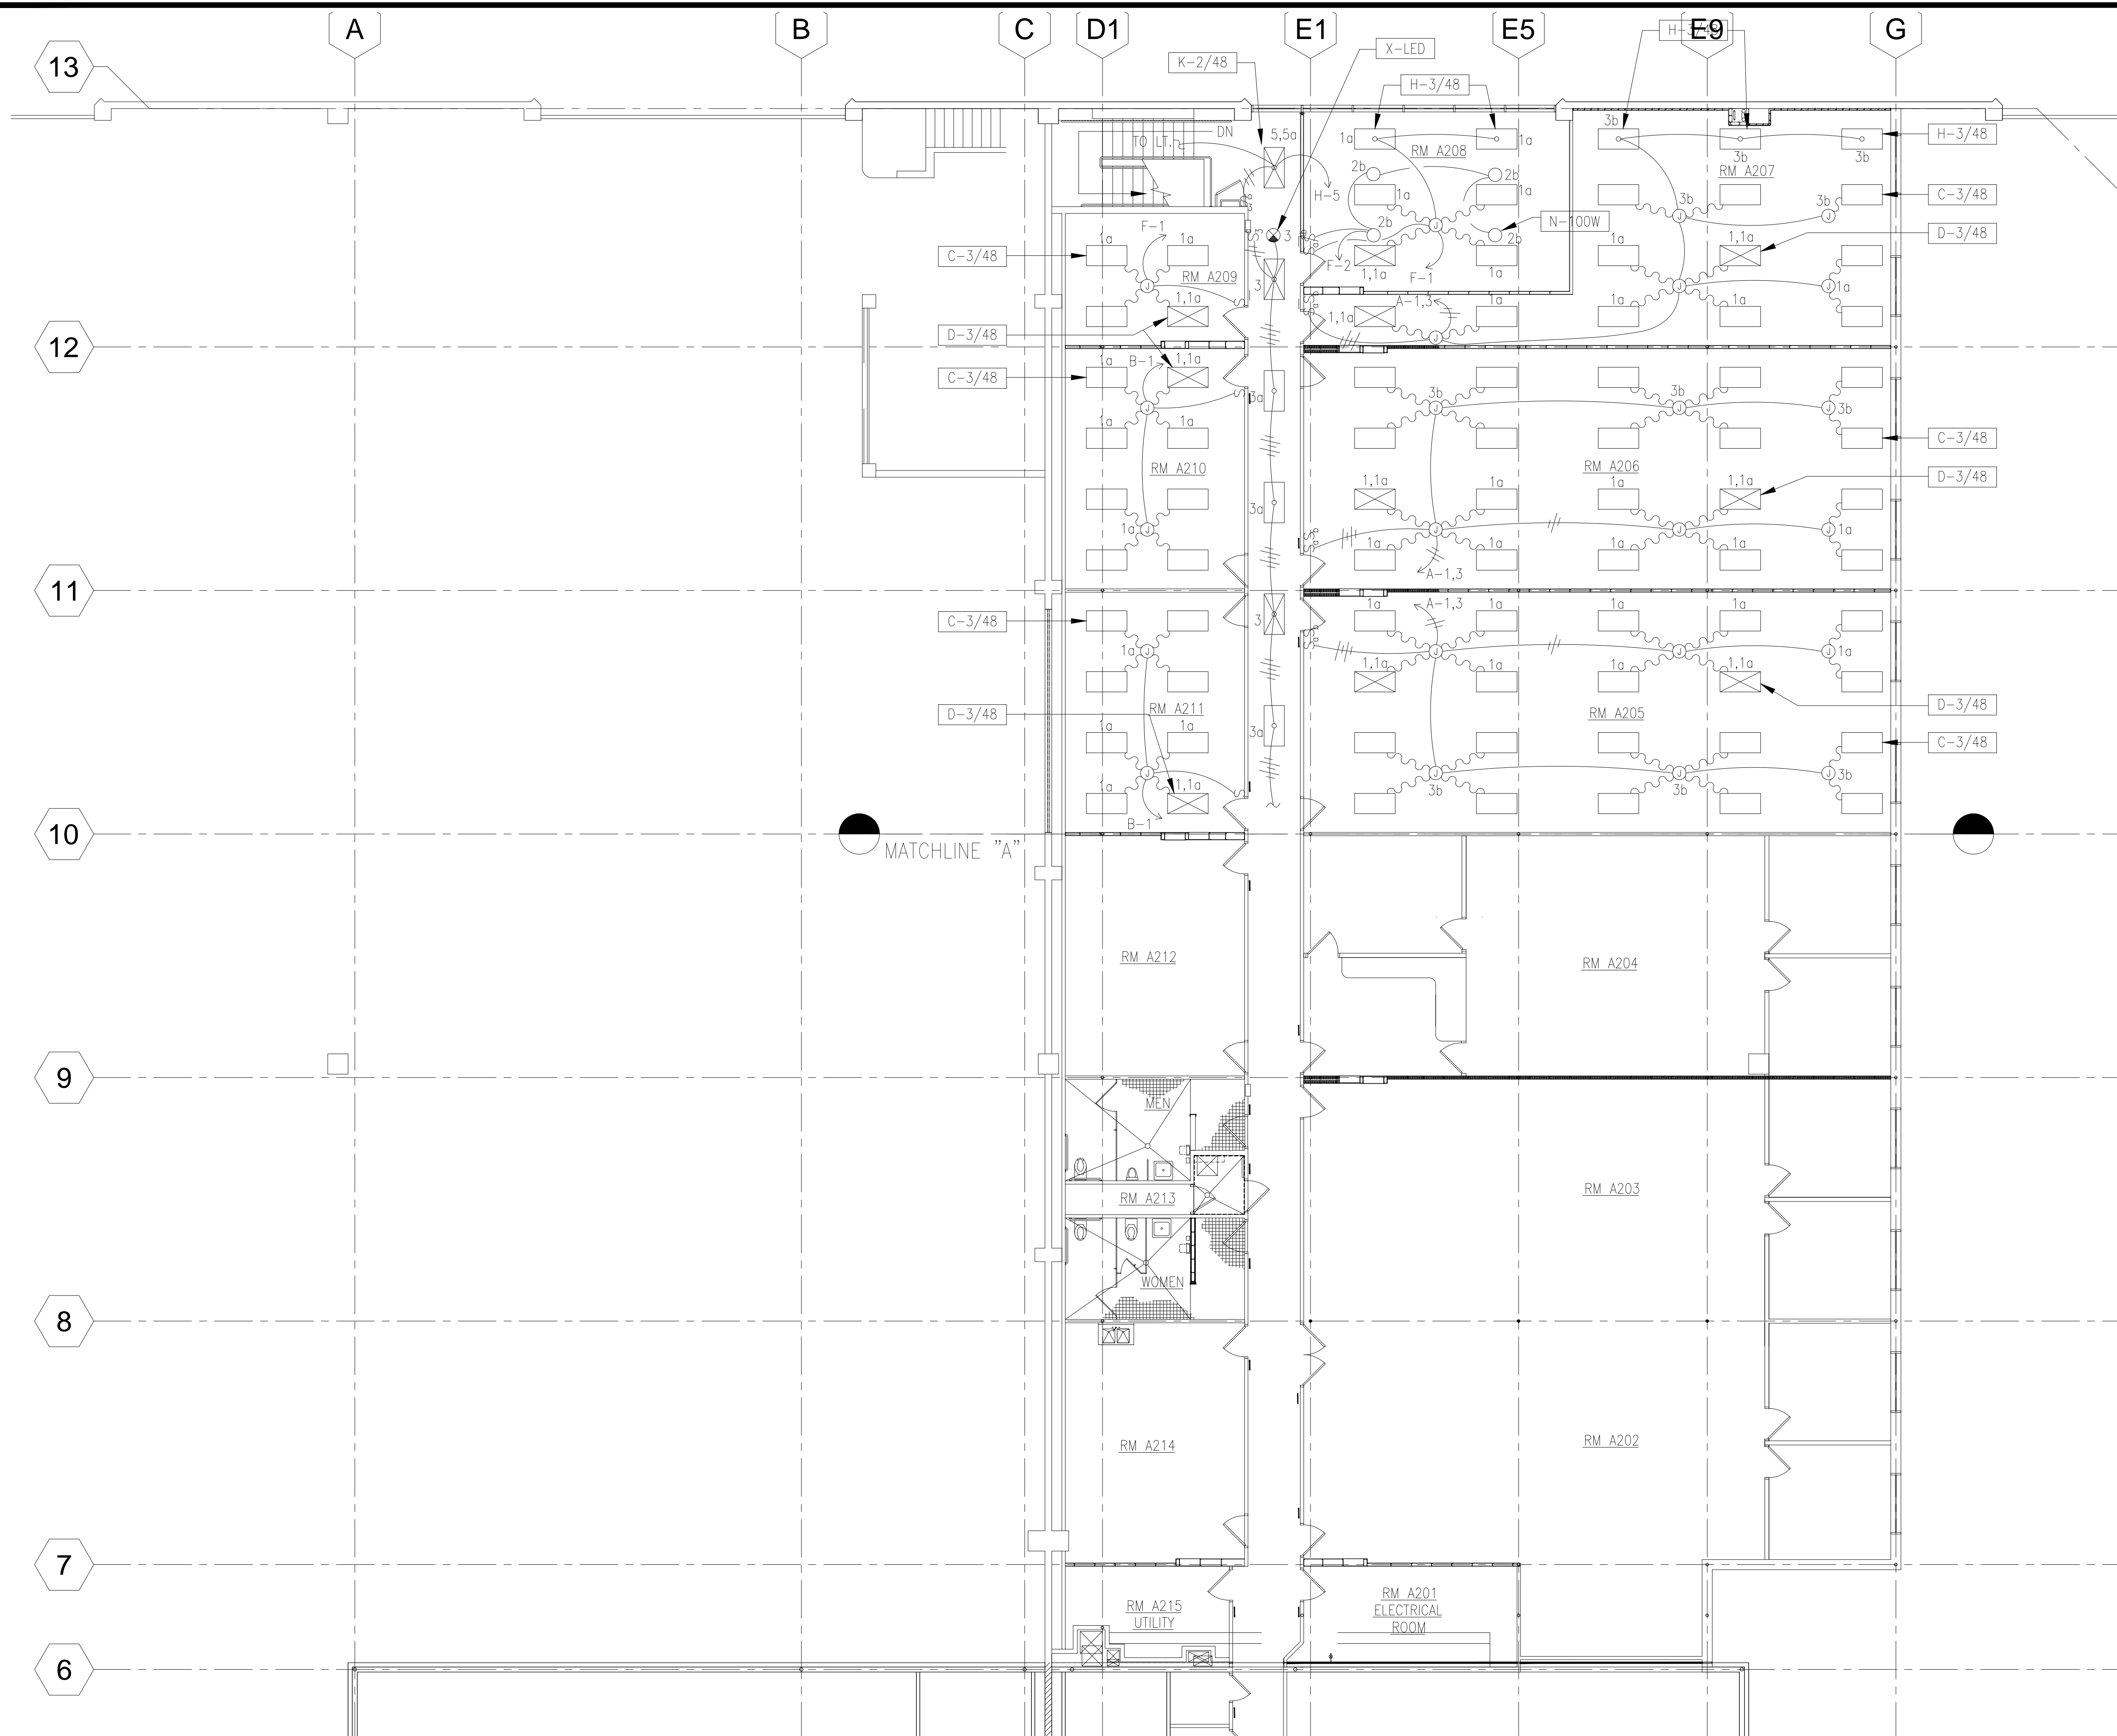 A
B
C
D1
E1
E5
E9
G
13
K-2/48
X-LED
H-3/48
H-3/48
DN
TO LT.
5,5a
H-5
1a
1a
RM A208
2b
2b
1a
1a
2b
2b
N-100W
F-2
1,1a
F-1
1a
3b
3b
3b
RM A207
3b
3b
H-3/48
C-3/48
D-3/48
1a
1,1a
1a
1a
1a
C-3/48
1a
F-1
1a
RM A209
1,1a
S
3
3
A-1,3
1a
1,1a
D-3/48
12
C-3/48
1a
B-1
1,1a
S
1a
1a
RM A210
1a
3a
3a
3b
3b
3b
RM A206
C-3/48
D-3/48
1,1a
1a
1a
1,1a
1a
1a
1a
1a
1a
A-1,3
11
C-3/48
1a
D-3/48
RM A211
1a
1a
1a
1,1a
S
B-1
3
3a
1a
A-1,3
1a
1a
1a
1a
1,1a
1a
1a
1,1a
RM A205
D-3/48
C-3/48
3b
3b
3b
10
MATCHLINE "A"
RM A212
RM A204
9
MEN
RM A213
RM A203
WOMEN
8
RM A214
RM A202
7
RM A215
UTILITY
RM A201
ELECTRICAL
ROOM
6